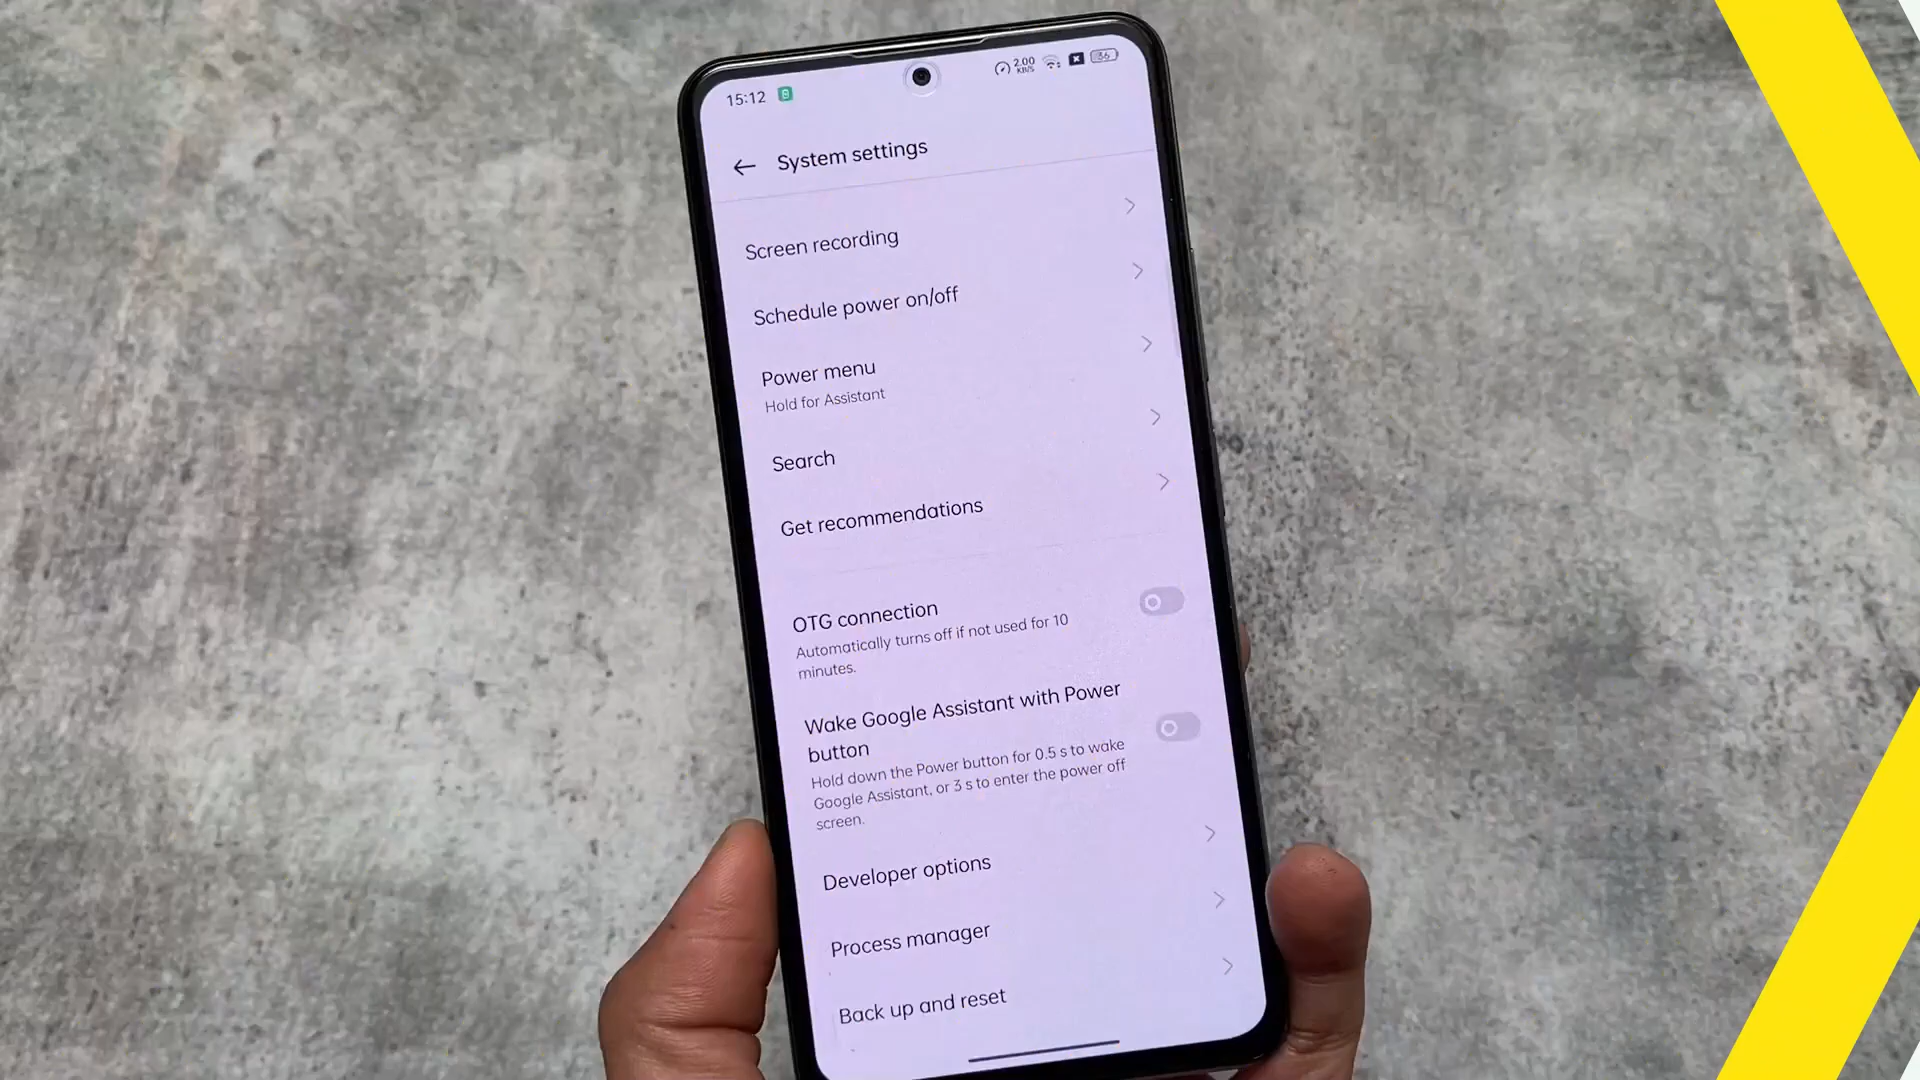 15:12
2.00
KB/S
36
System settings
Screen recording
Schedule power on/off
Power menu
Hold for Assistant
Search
Get recommendations
OTG connection
Automatically turns off if not used for 10
minutes.
Wake Google Assistant with Power
button
Hold down the Power button for 0.5 s to wake
Google Assistant, or 3 s to enter the power off
screen.
Developer options
Process manager
Back up and reset